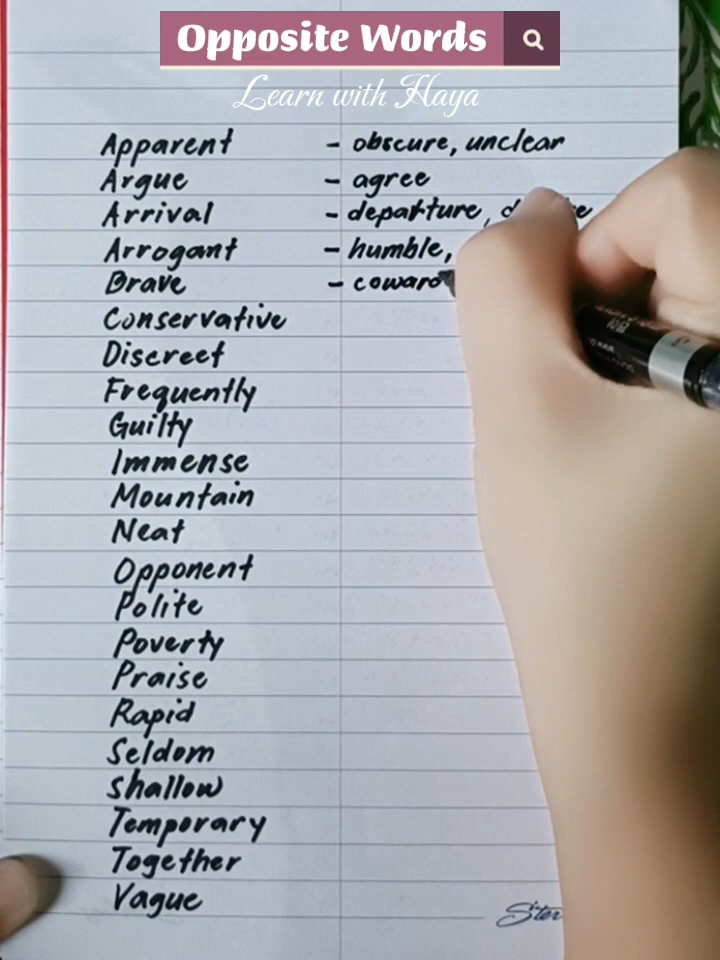 Opposite Words
Learn with Haya
Apparent - obscure, unclear
Argue - agree
Arrival - departure,
Arrogant - humble,
Brave - coward
Conservative
Discreet
Frequently
Guilty
Immense
Mountain
Neat
Opponent
Polite
Poverty
Praise
Rapid
Seldom
Shallow
Temporary
Together
Vague